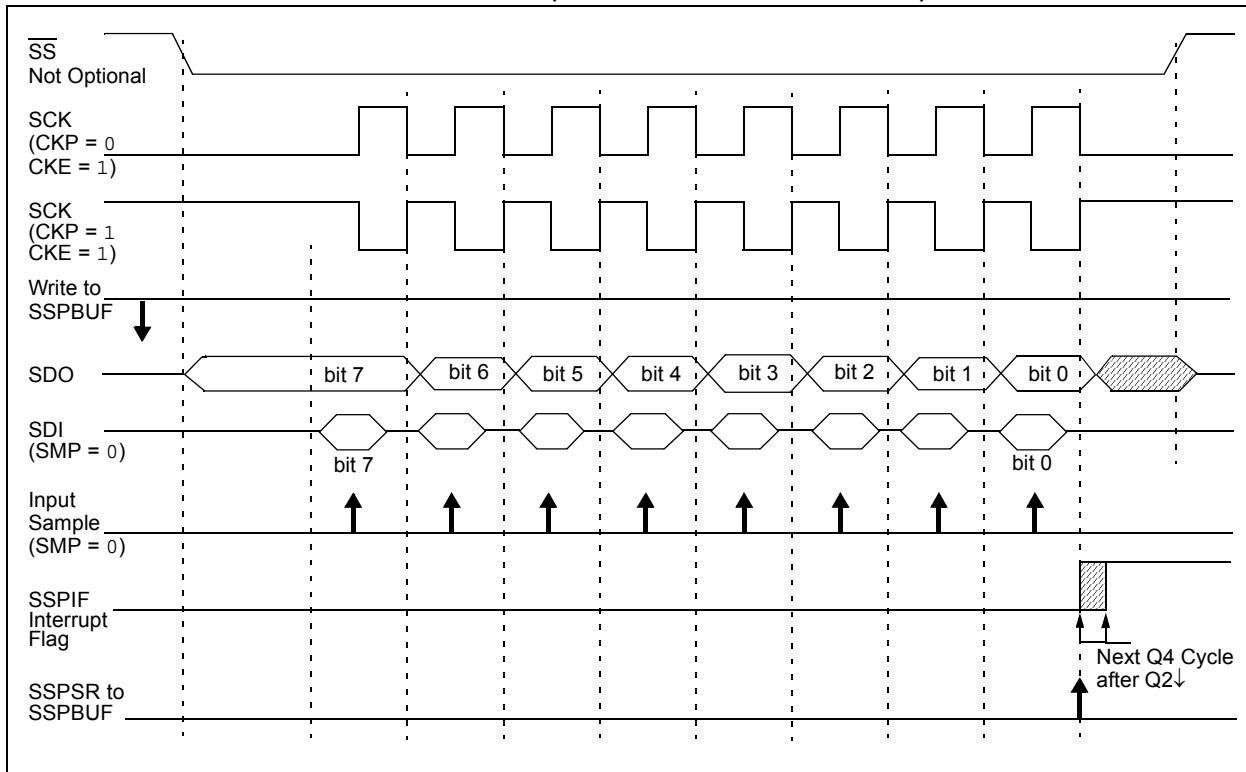 SS
Not Optional
SCK
(CKP = 0
CKE = 1)
SCK
(CKP = 1
CKE = 1)
Write to
SSPBUF
SDO
bit 7
bit 6
bit 5
bit 4
bit 3
bit 2
bit 1
bit 0
SDI
(SMP = 0)
bit 7
bit 0
Input
Sample
(SMP = 0)
SSPIF
Interrupt
Flag
Next Q4 Cycle
after Q2↓
SSPSR to
SSPBUF